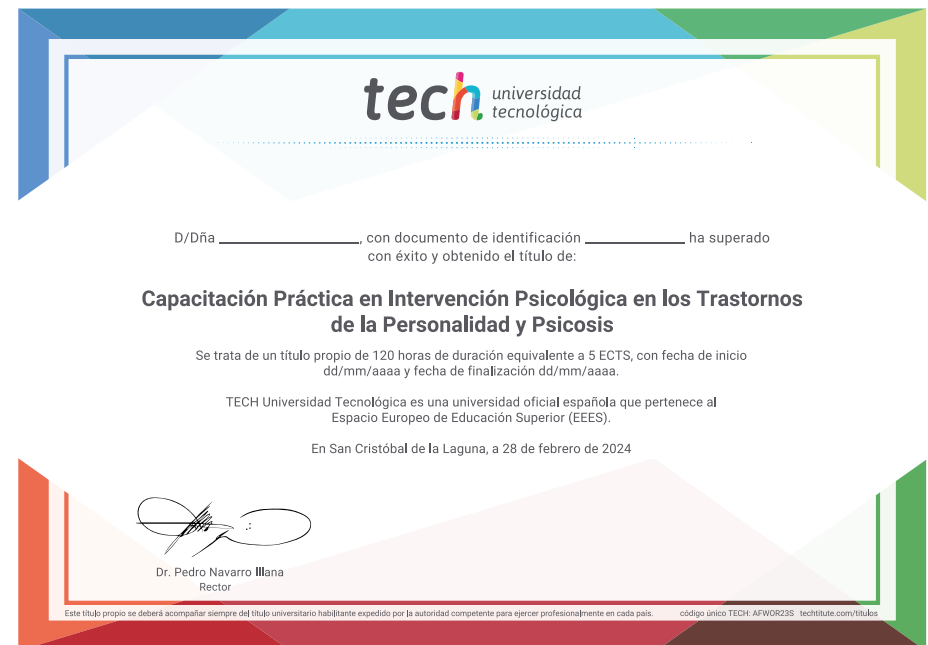 tech universidad
tecnológica
D/Dña ____________________, con documento de identificación ______________ ha superado
con éxito y obtenido el título de:
Capacitación Práctica en Intervención Psicológica en los Trastornos
de la Personalidad y Psicosis
Se trata de un título propio de 120 horas de duración equivalente a 5 ECTS, con fecha de inicio
dd/mm/aaaa y fecha de finalización dd/mm/aaaa.
TECH Universidad Tecnológica es una universidad oficial española que pertenece al
Espacio Europeo de Educación Superior (EEES).
En San Cristóbal de la Laguna, a 28 de febrero de 2024
Dr. Pedro Navarro Illana
Rector
Este título propio se deberá acompañar siempre del título universitario habilitante expedido por la autoridad competente para ejercer profesionalmente en cada país. código único TECH: AFWOR23S techtitute.com/titulos